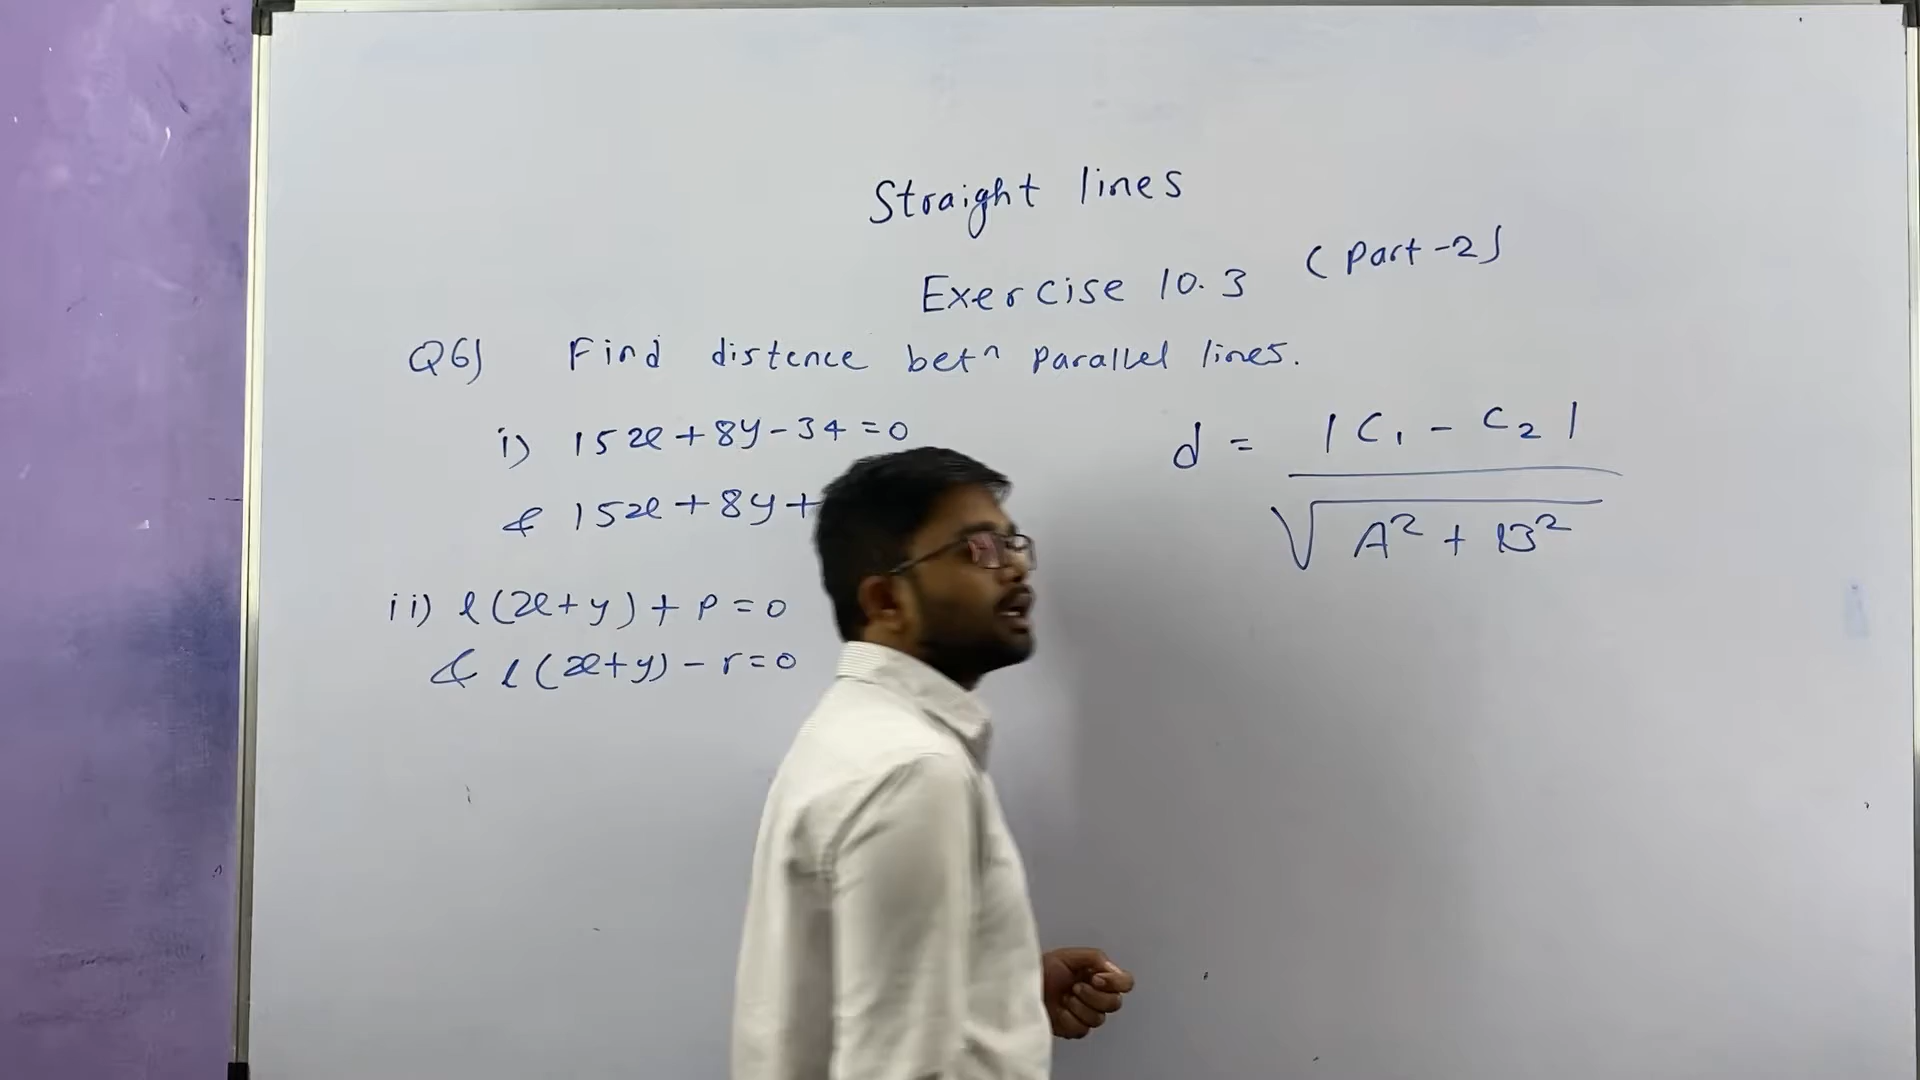 Straight lines
Exercise 10.3 (Part-2)
Q6) Find distence betn Parallel lines.
i) 15x+8y-34=0
& 15x+8y+
d = |C₁ - C₂| / √A²+B²
ii) l(x+y)+p=0
& l(x+y)-r=0